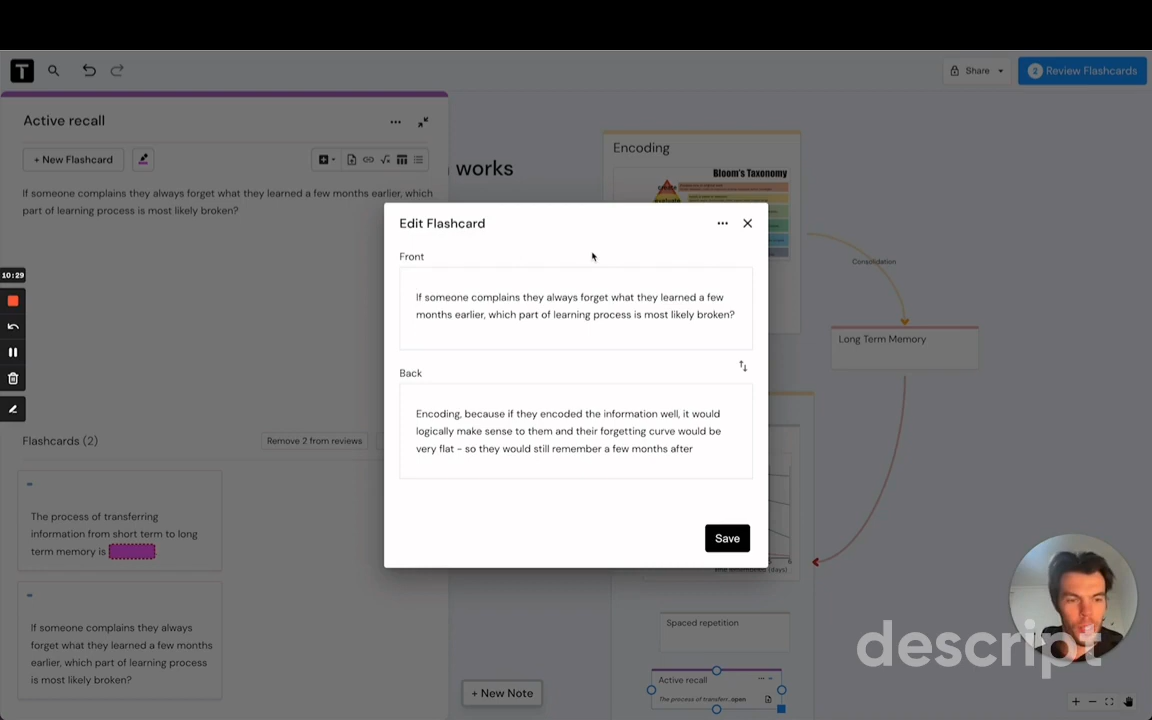 T
Share
2 Review Flashcards
Active recall
+ New Flashcard
If someone complains they always forget what they learned a few months earlier, which
part of learning process is most likely broken?
works
Encoding
Bloom's Taxonomy
create
evaluate
Consolidation
Long Term Memory
10:29
Edit Flashcard
Front
If someone complains they always forget what they learned a few
months earlier, which part of learning process is most likely broken?
Back
Encoding, because if they encoded the information well, it would
logically make sense to them and their forgetting curve would be
very flat - so they would still remember a few months after
Save
Flashcards (2)
Remove 2 from reviews
The process of transferring
information from short term to long
term memory is
If someone complains they always
forget what they learned a few months
earlier, which part of learning process
is most likely broken?
(days)
Spaced repetition
Active recall
The process of transferr...open
+ New Note
descript